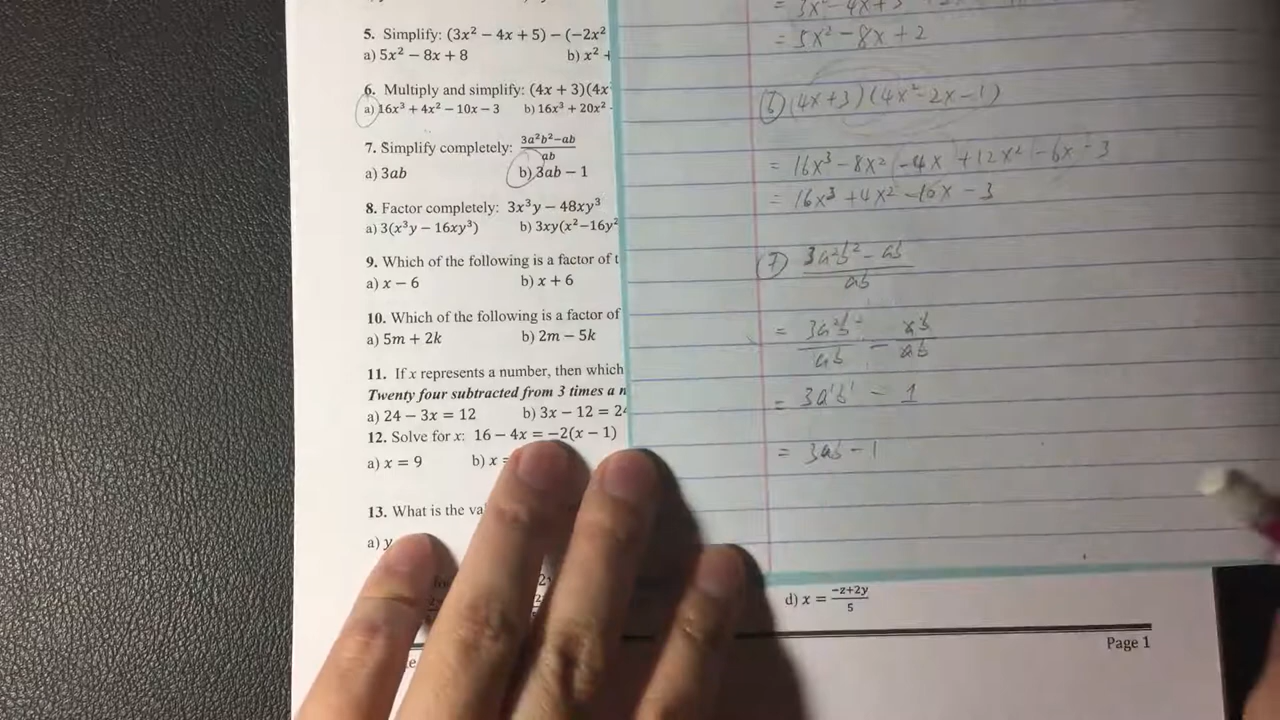 5. Simplify: (3x² − 4x + 5) − (−2x²
a) 5x² − 8x + 8 b) x² +
6. Multiply and simplify: (4x + 3)(4x
a) 16x³ + 4x² − 10x − 3 b) 16x³ + 20x² -
7. Simplify completely: 3a²b²−ab / ab
a) 3ab b) 3ab − 1
8. Factor completely: 3x³y − 48xy³
a) 3(x³y − 16xy³) b) 3xy(x²−16y²
9. Which of the following is a factor of t
a) x − 6 b) x + 6
10. Which of the following is a factor of
a) 5m + 2k b) 2m − 5k
11. If x represents a number, then which
Twenty four subtracted from 3 times a n
a) 24 − 3x = 12 b) 3x − 12 = 24
12. Solve for x: 16 − 4x = −2(x − 1)
a) x = 9 b) x =
13. What is the va
a) y
= 5x² − 8x + 2
6 (4x+3)(4x²−2x−1)
= 16x³ − 8x² − 4x + 12x² − 6x − 3
= 16x³ + 4x² − 10x − 3
7 3a²b² − ab / ab
= 3a²b² / ab − ab / ab
= 3a'b' − 1
= 3ab − 1
d) x = −z+2y / 5
Page 1